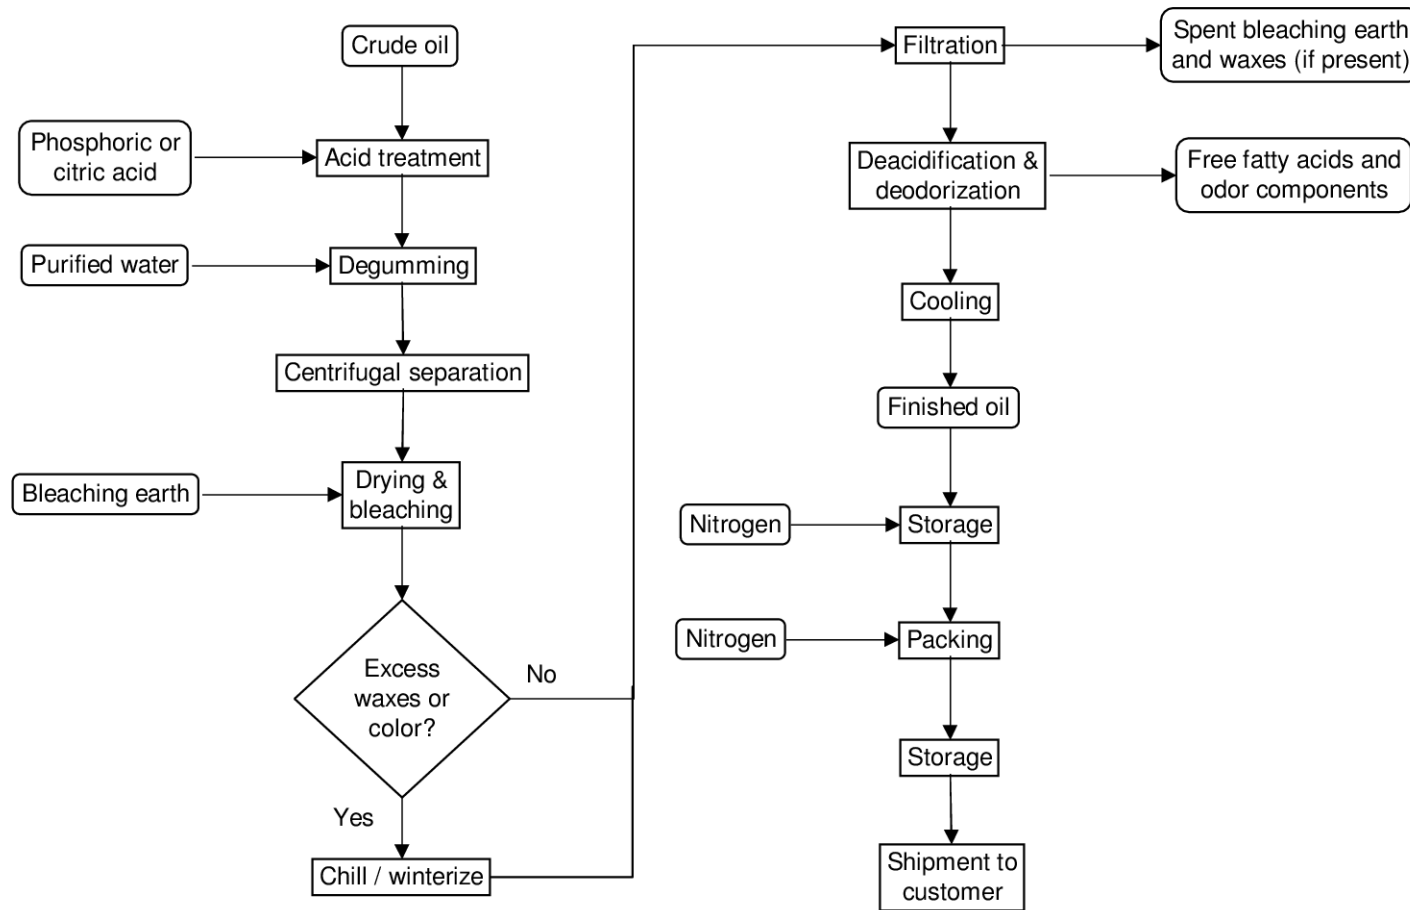 Crude oil
Phosphoric or
citric acid
Acid treatment
Purified water
Degumming
Centrifugal separation
Bleaching earth
Drying &
bleaching
Excess
waxes or
color?
No
Yes
Chill / winterize
Filtration
Spent bleaching earth
and waxes (if present)
Deacidification &
deodorization
Free fatty acids and
odor components
Cooling
Finished oil
Nitrogen
Storage
Nitrogen
Packing
Storage
Shipment to
customer